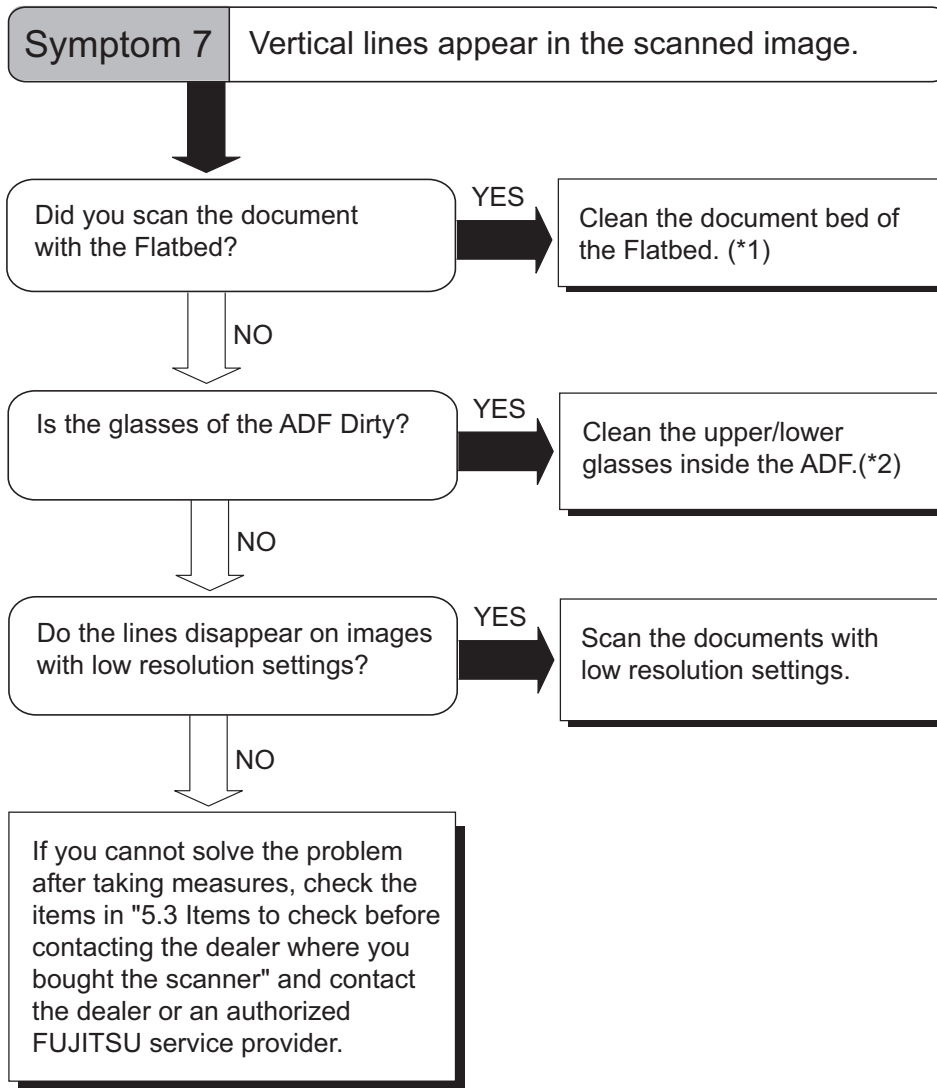 Symptom 7
Vertical lines appear in the scanned image.
Did you scan the document
with the Flatbed?
YES
Clean the document bed of
the Flatbed. (*1)
NO
Is the glasses of the ADF Dirty?
YES
Clean the upper/lower
glasses inside the ADF.(*2)
NO
Do the lines disappear on images
with low resolution settings?
YES
Scan the documents with
low resolution settings.
NO
If you cannot solve the problem
after taking measures, check the
items in "5.3 Items to check before
contacting the dealer where you
bought the scanner" and contact
the dealer or an authorized
FUJITSU service provider.